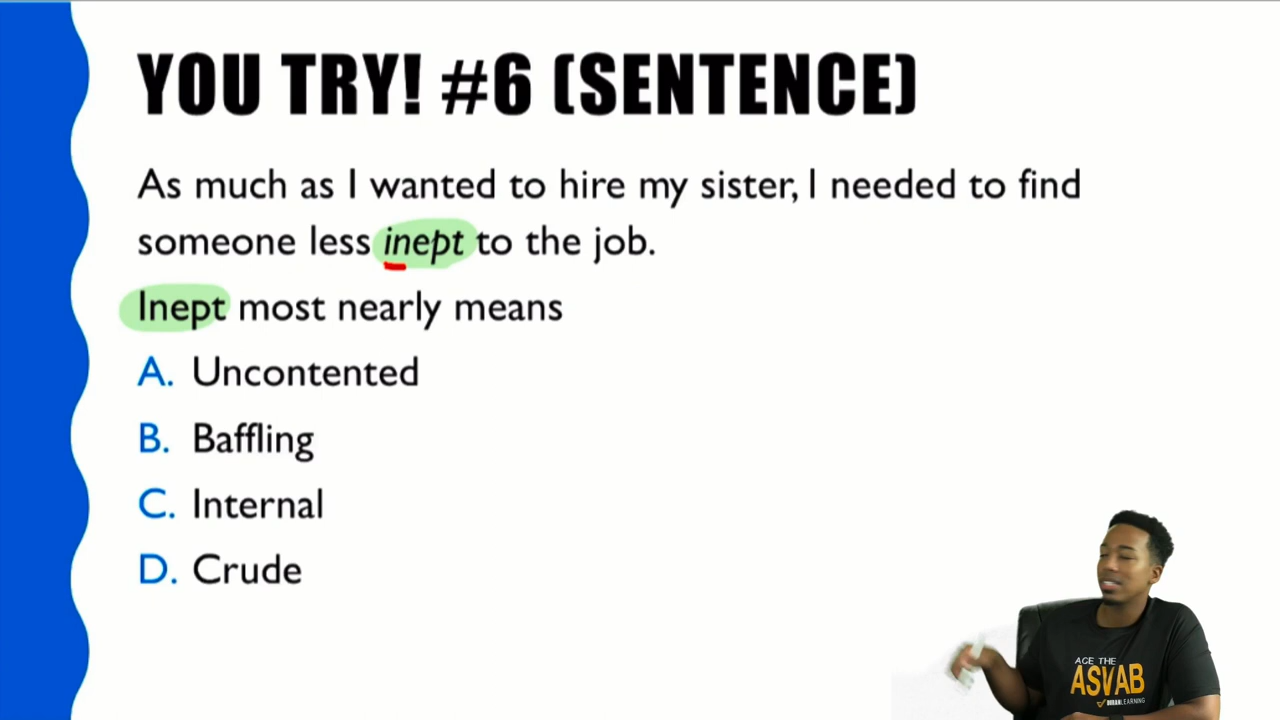 YOU TRY! #6 (SENTENCE)
As much as I wanted to hire my sister, I needed to find
someone less inept to the job.
Inept most nearly means
A. Uncontented
B. Baffling
C. Internal
D. Crude
ACE THE
ASVAB
LEARNING